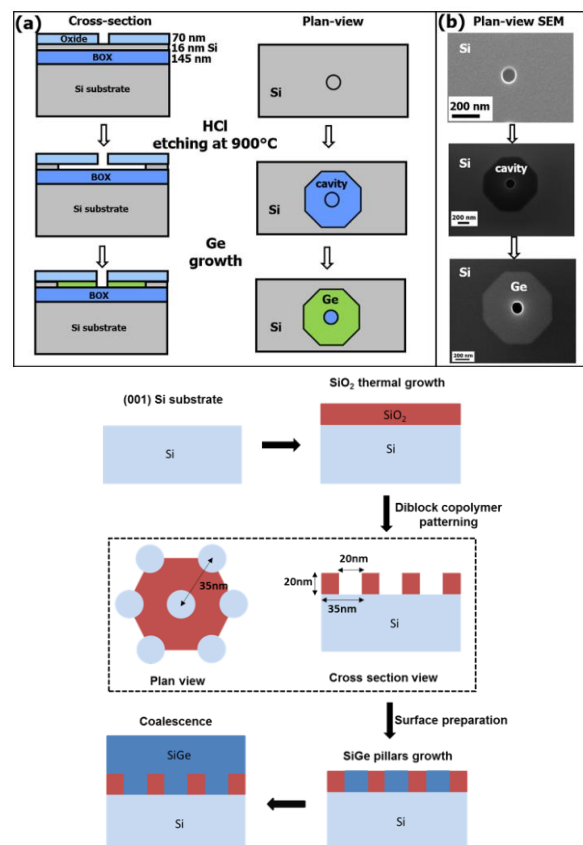 (a) Cross-section
Plan-view
(b) Plan-view SEM
Oxide
70 nm
16 nm Si
BOX
145 nm
Si substrate
Si
Si
200 nm
HCl
etching at 900°C
BOX
Si substrate
cavity
Si
Si
cavity
200 nm
Ge
growth
BOX
Si substrate
Ge
Si
Si
Ge
200 nm
(001) Si substrate
Si
SiO2 thermal growth
SiO2
Si
Diblock copolymer
patterning
35nm
Plan view
20nm
20nm
35nm
Si
Cross section view
Surface preparation
Coalescence
SiGe
Si
SiGe pillars growth
Si